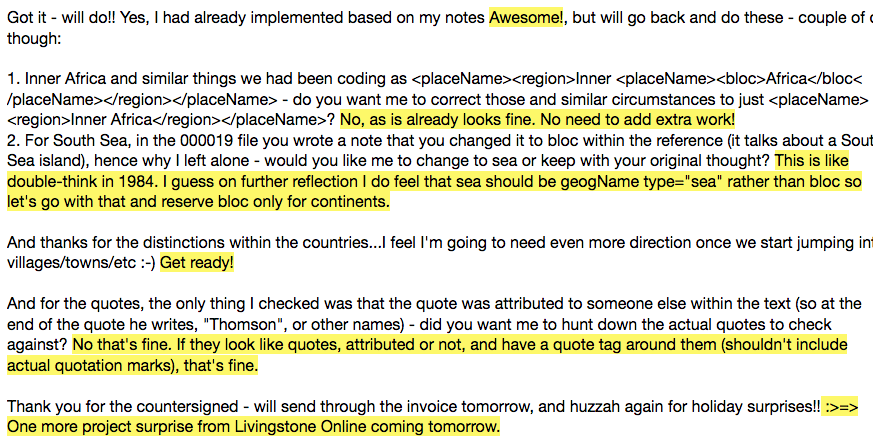 Got it - will do!! Yes, I had already implemented based on my notes Awesome!, but will go back and do these - couple of
though:
1. Inner Africa and similar things we had been coding as <placeName><region>Inner <placeName><bloc>Africa</bloc<
/placeName></region></placeName> - do you want me to correct those and similar circumstances to just <placeName>
<region>Inner Africa</region></placeName>? No, as is already looks fine. No need to add extra work!
2. For South Sea, in the 000019 file you wrote a note that you changed it to bloc within the reference (it talks about a Sout
Sea island), hence why I left alone - would you like me to change to sea or keep with your original thought? This is like
double-think in 1984. I guess on further reflection I do feel that sea should be geogName type="sea" rather than bloc so
let's go with that and reserve bloc only for continents.
And thanks for the distinctions within the countries...I feel I'm going to need even more direction once we start jumping int
villages/towns/etc :-) Get ready!
And for the quotes, the only thing I checked was that the quote was attributed to someone else within the text (so at the
end of the quote he writes, "Thomson", or other names) - did you want me to hunt down the actual quotes to check
against? No that's fine. If they look like quotes, attributed or not, and have a quote tag around them (shouldn't include
actual quotation marks), that's fine.
Thank you for the countersigned - will send through the invoice tomorrow, and huzzah again for holiday surprises!! :>=>
One more project surprise from Livingstone Online coming tomorrow.